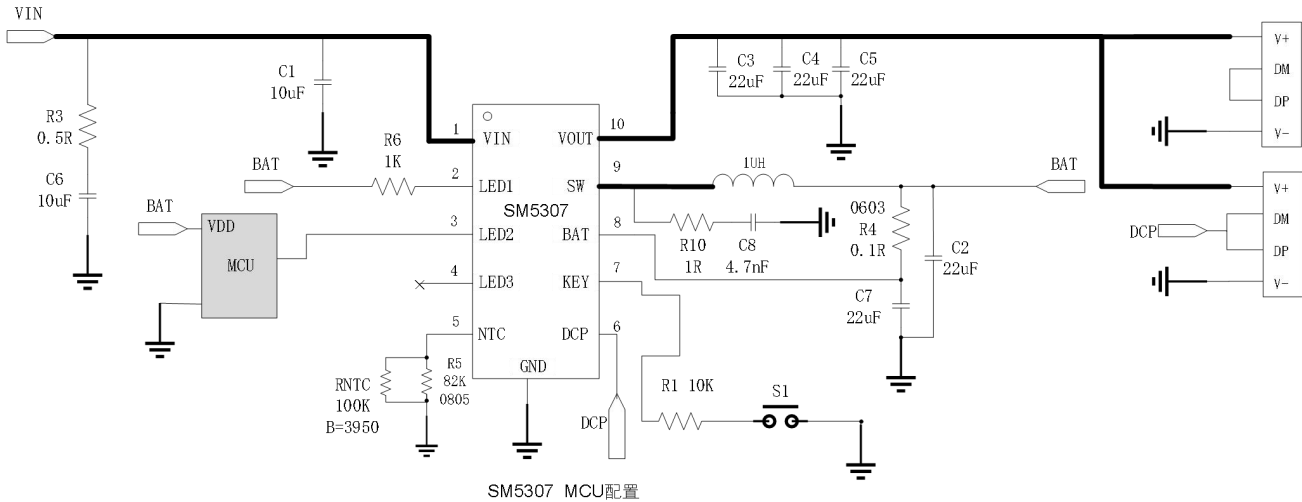 VIN
C1
10uF
R3
0.5R
C6
10uF
BAT
R6
1K
BAT
VDD
MCU
1
VIN
2
LED1
3
LED2
4
LED3
5
NTC
SM5307
GND
10
VOUT
9
SW
8
BAT
7
KEY
6
DCP
RNTC
100K
B=3950
R5
82K
0805
C3
22uF
C4
22uF
C5
22uF
1UH
BAT
R10
1R
C8
4.7nF
0603
R4
0.1R
C2
22uF
C7
22uF
R1 10K
S1
DCP
V+
DM
DP
V-
DCP
V+
DM
DP
V-
SM5307 MCU配置